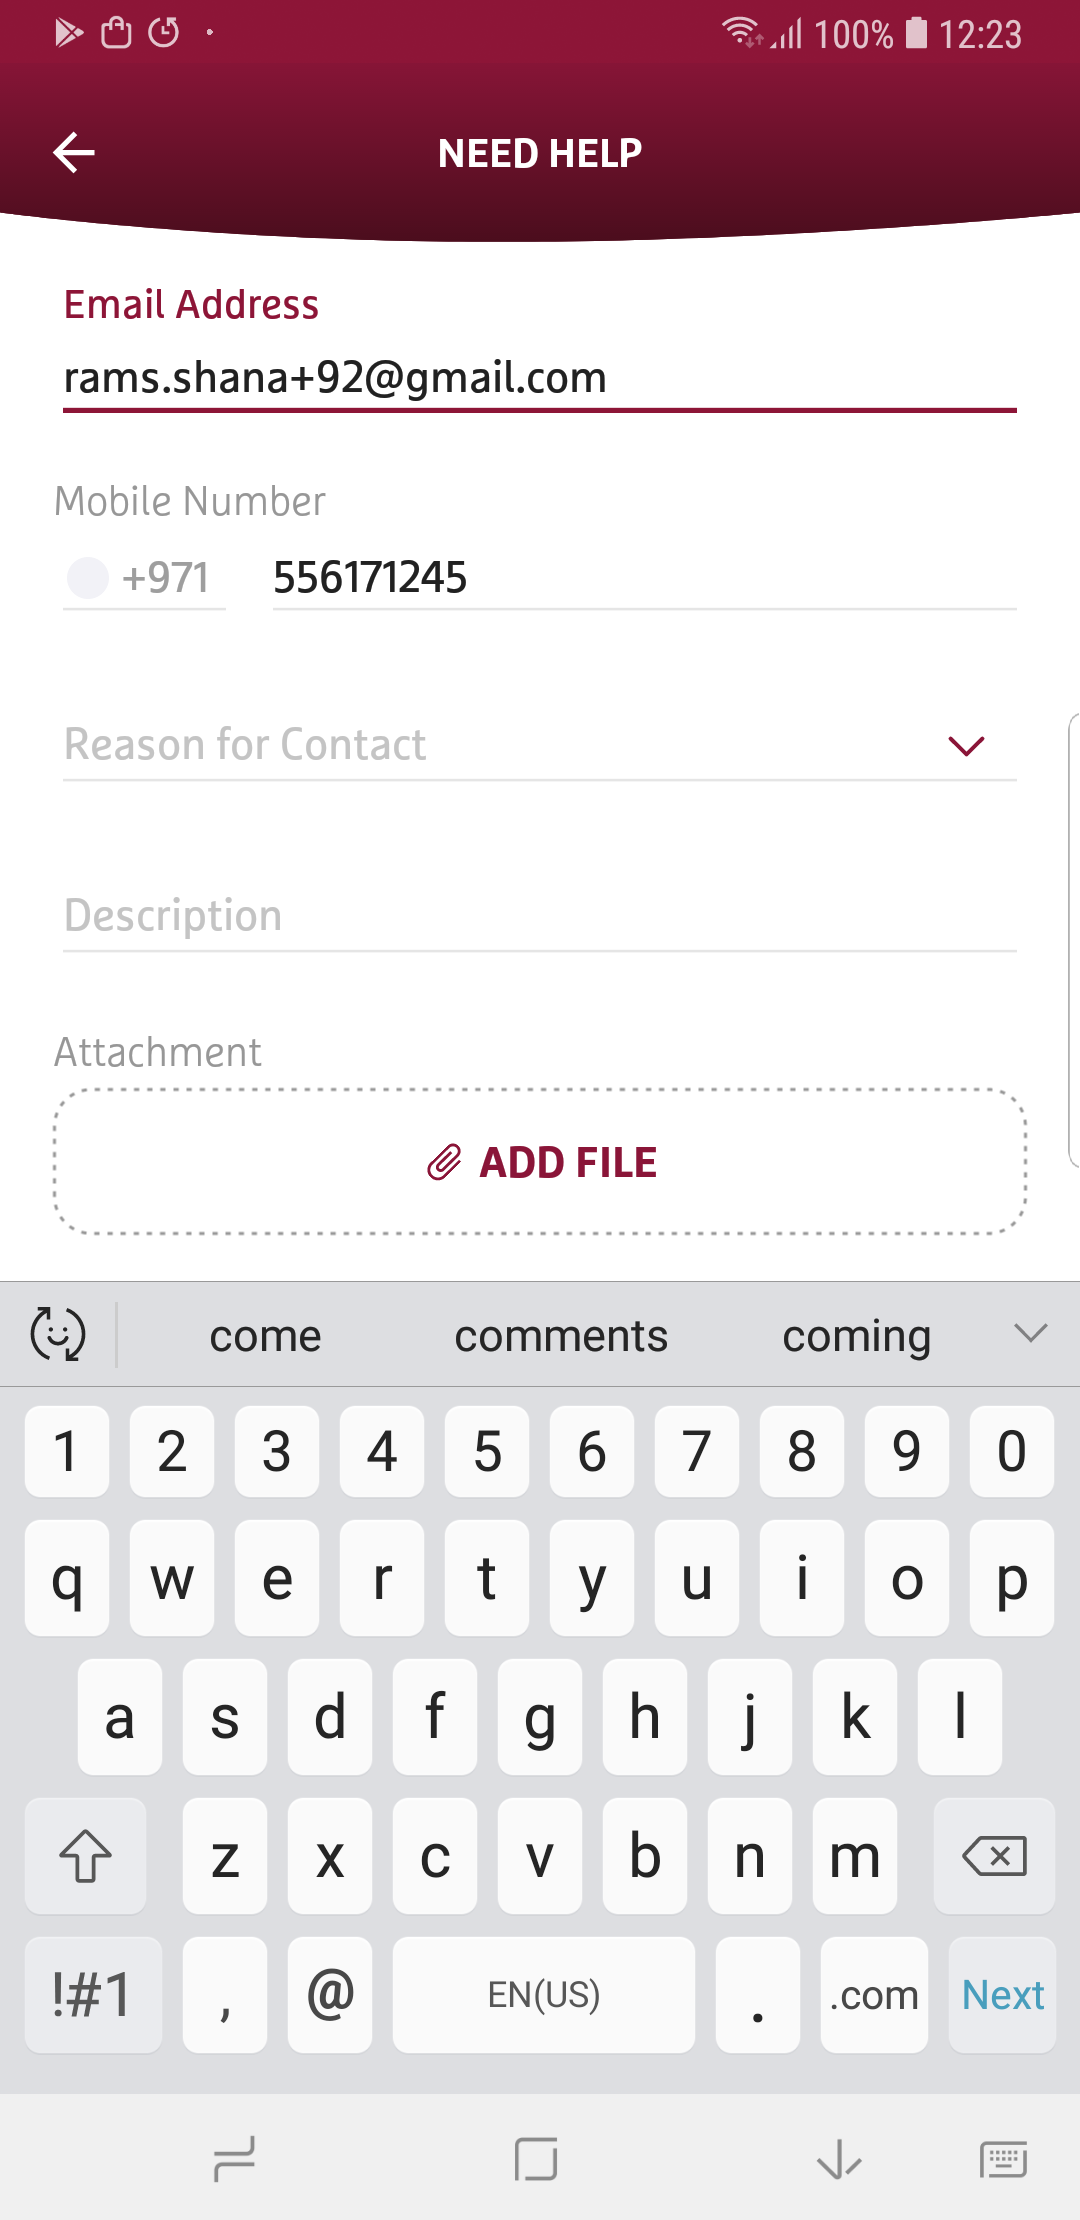 100% 12:23
NEED HELP
Email Address
rams.shana+92@gmail.com
Mobile Number
+971 556171245
Reason for Contact
Description
Attachment
ADD FILE
come comments coming
1 2 3 4 5 6 7 8 9 0
q w e r t y u i o p
a s d f g h j k l
z x c v b n m
!#1 , @ EN(US) . .com Next